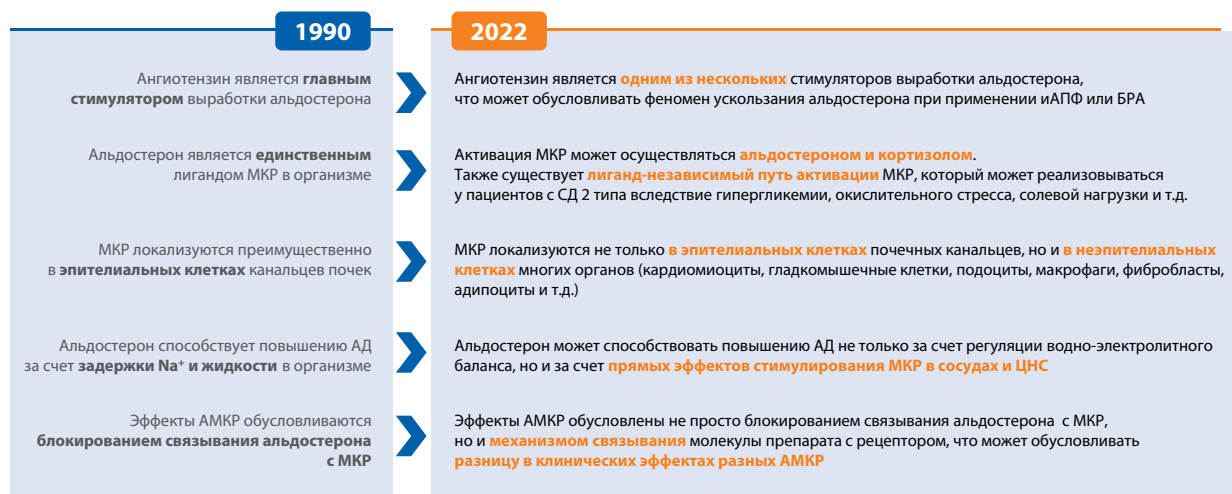 1990
2022
Ангиотензин является главным
стимулятором выработки альдостерона
Ангиотензин является одним из нескольких стимуляторов выработки альдостерона,
что может обусловливать феномен ускользания альдостерона при применении иАПФ или БРА
Альдостерон является единственным
лигандом МКР в организме
Активация МКР может осуществляться альдостероном и кортизолом.
Также существует лиганд-независимый путь активации МКР, который может реализовываться
у пациентов с СД 2 типа вследствие гипергликемии, окислительного стресса, солевой нагрузки и т.д.
МКР локализуются преимущественно
в эпителиальных клетках канальцев почек
МКР локализуются не только в эпителиальных клетках почечных канальцев, но и в неэпителиальных
клетках многих органов (кардиомиоциты, гладкомышечные клетки, подоциты, макрофаги, фибробласты,
адипоциты и т.д.)
Альдостерон способствует повышению АД
за счет задержки Na⁺ и жидкости в организме
Альдостерон может способствовать повышению АД не только за счет регуляции водно-электролитного
баланса, но и за счет прямых эффектов стимулирования МКР в сосудах и ЦНС
Эффекты АМКР обусловливаются
блокированием связывания альдостерона
с МКР
Эффекты АМКР обусловлены не просто блокированием связывания альдостерона с МКР,
но и механизмом связывания молекулы препарата с рецептором, что может обусловливать
разницу в клинических эффектах разных АМКР